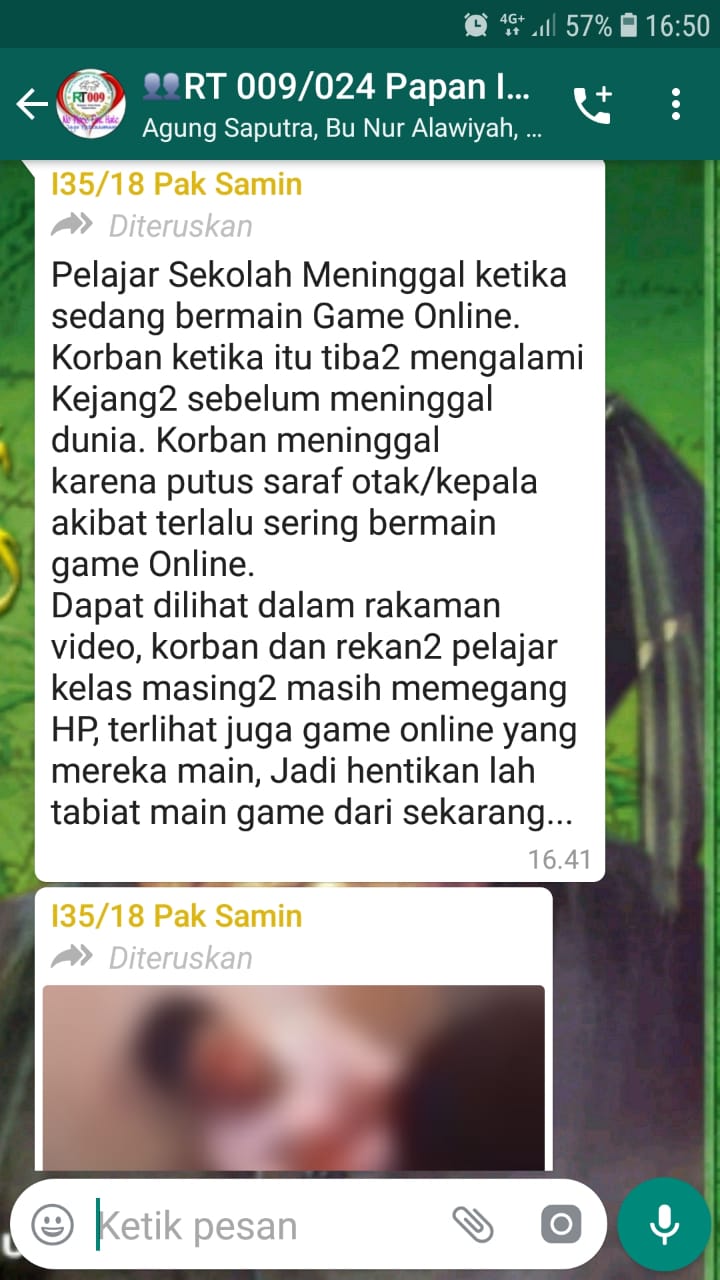 4G+ 57% 16:50
RT 009/024 Papan I...
Agung Saputra, Bu Nur Alawiyah, ...
RT009
I35/18 Pak Samin
Diteruskan
Pelajar Sekolah Meninggal ketika
sedang bermain Game Online.
Korban ketika itu tiba2 mengalami
Kejang2 sebelum meninggal
dunia. Korban meninggal
karena putus saraf otak/kepala
akibat terlalu sering bermain
game Online.
Dapat dilihat dalam rakaman
video, korban dan rekan2 pelajar
kelas masing2 masih memegang
HP, terlihat juga game online yang
mereka main, Jadi hentikan lah
tabiat main game dari sekarang...
16.41
I35/18 Pak Samin
Diteruskan
Ketik pesan